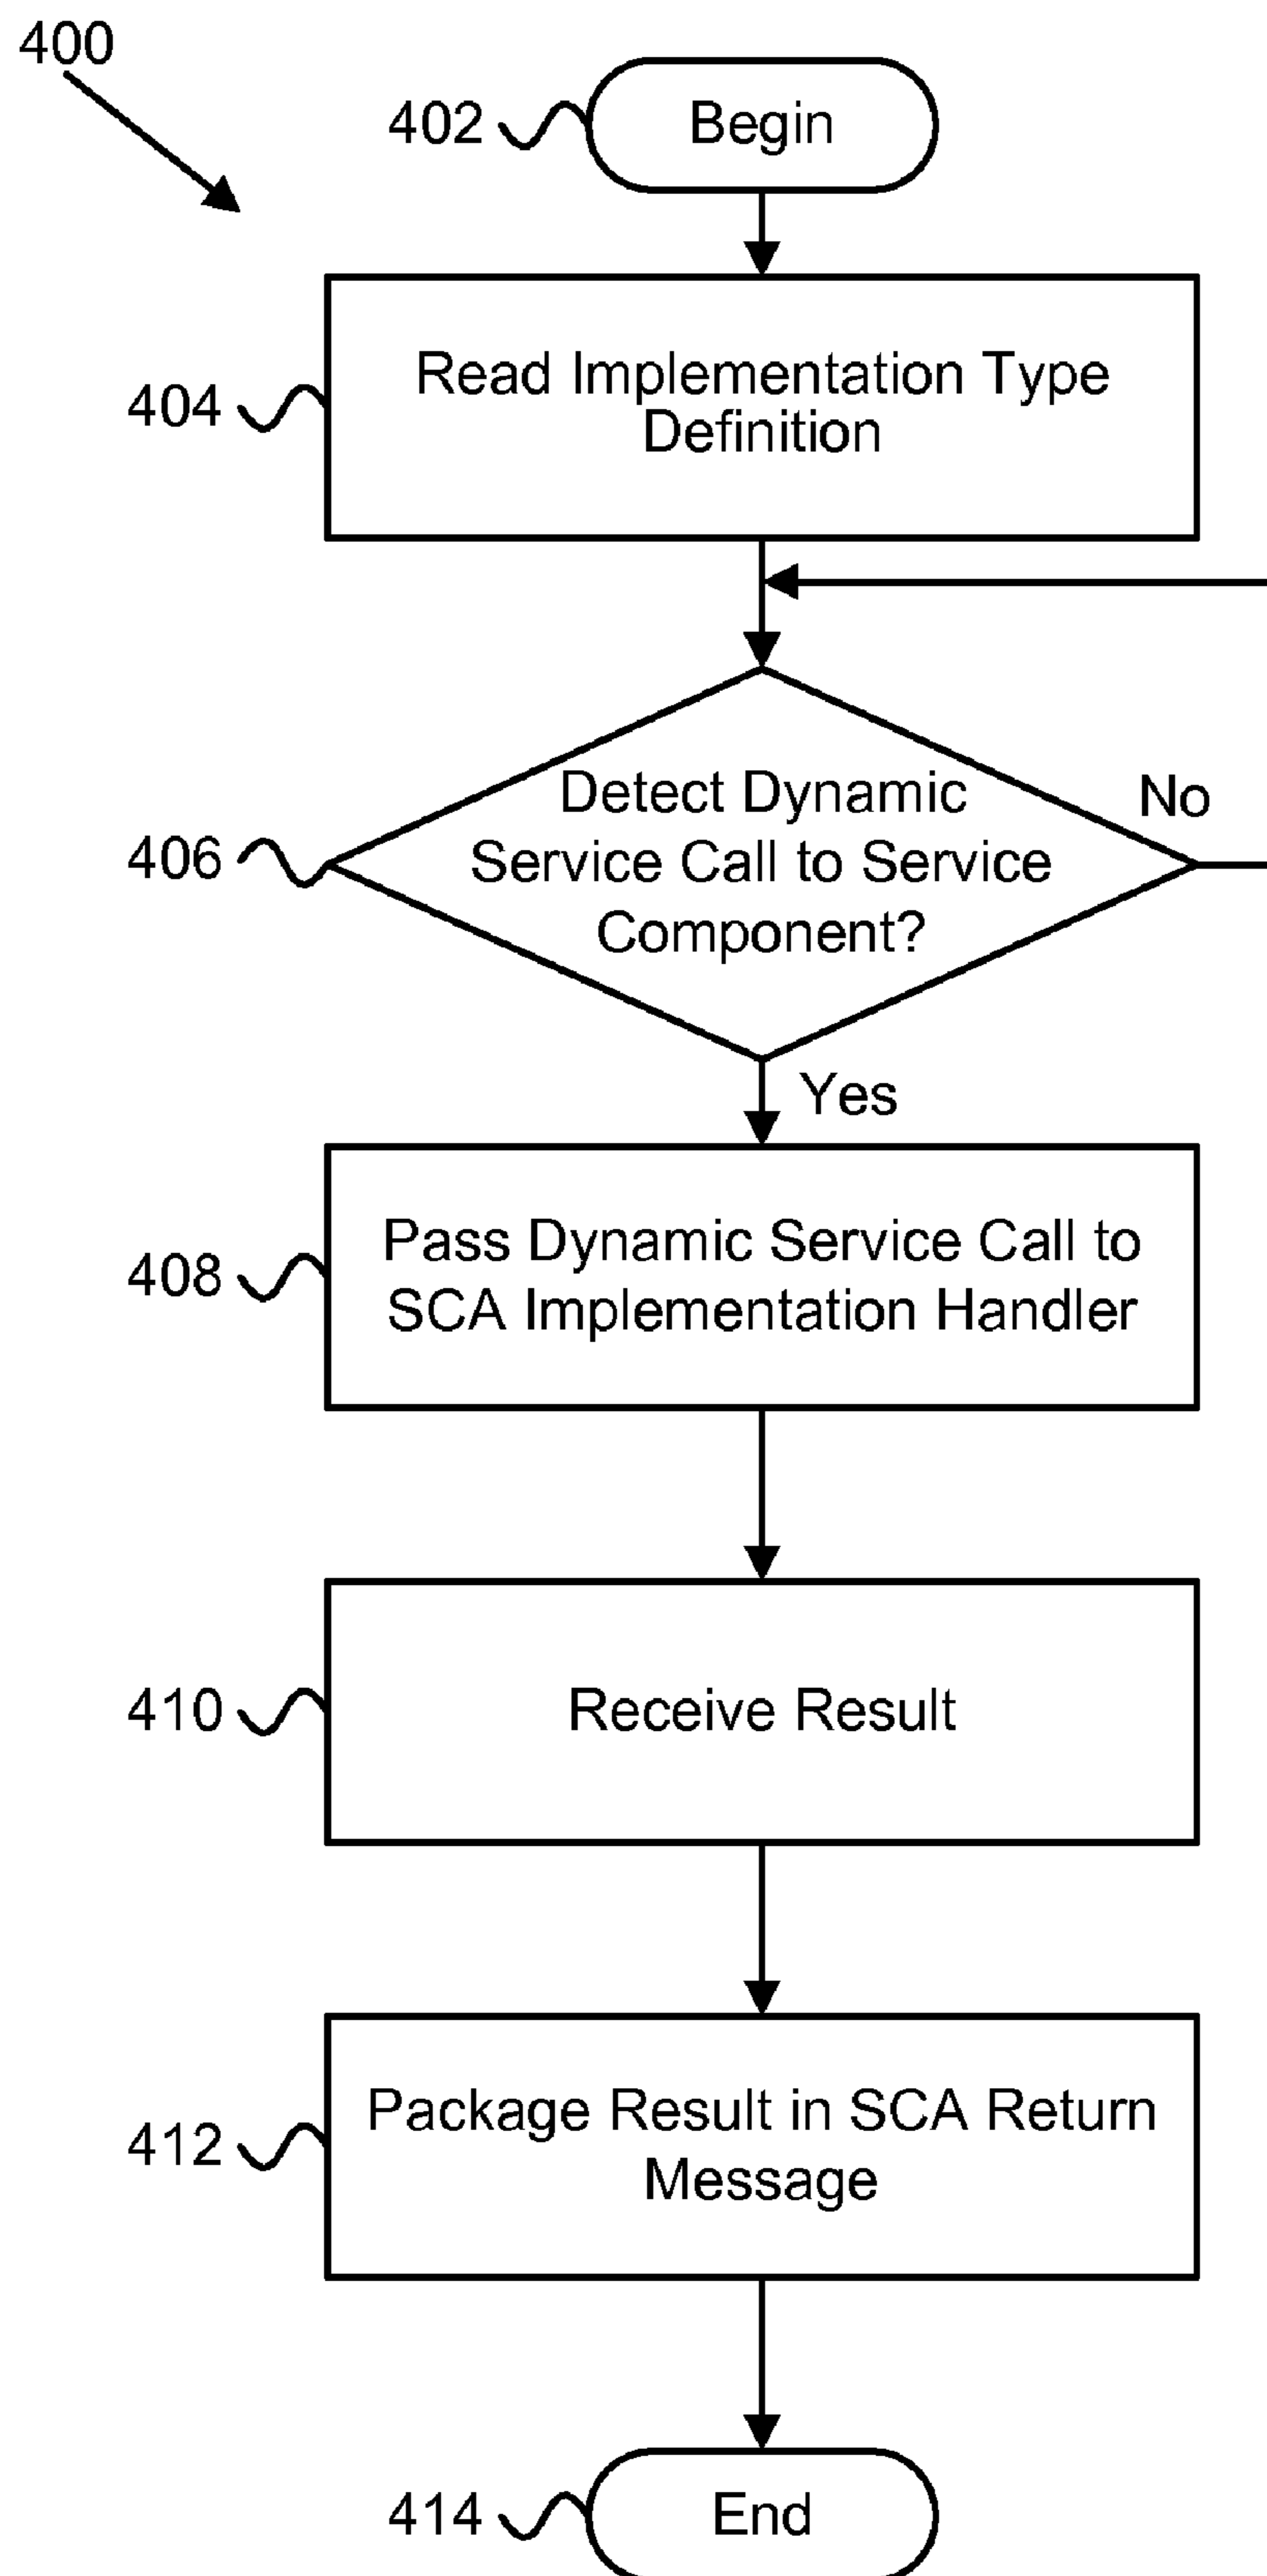 400
402
Begin
404
Read Implementation Type
Definition
406
Detect Dynamic
Service Call to Service
Component?
No
Yes
408
Pass Dynamic Service Call to
SCA Implementation Handler
410
Receive Result
412
Package Result in SCA Return
Message
414
End